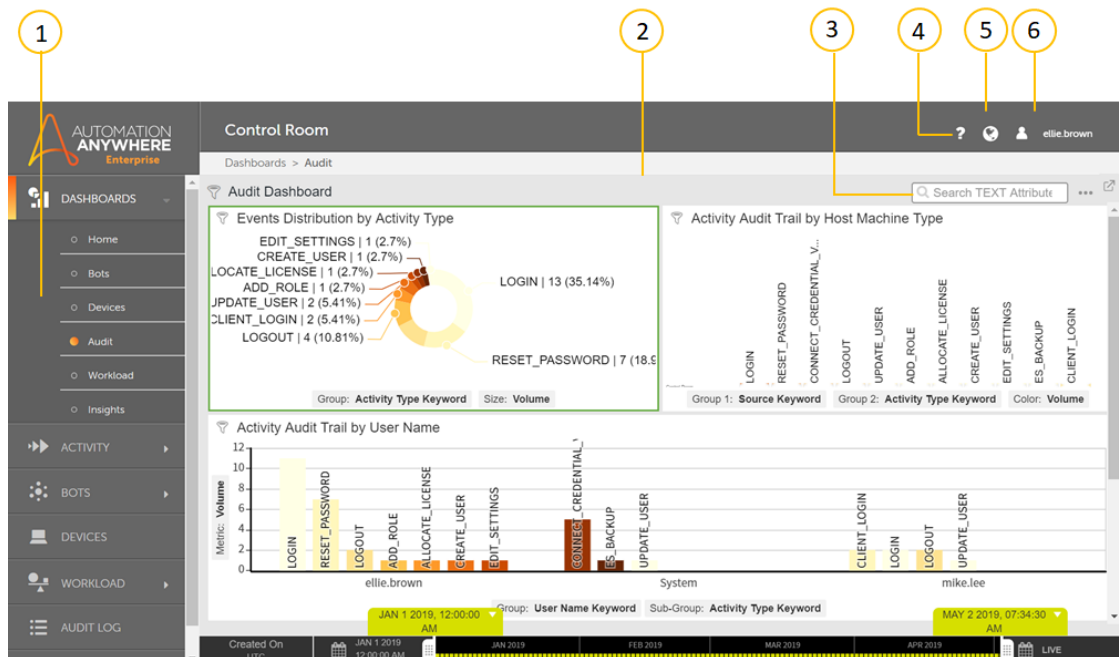 1
2
3
4
5
6
AUTOMATION
ANYWHERE
Enterprise
Control Room
?
ellie.brown
Dashboards > Audit
DASHBOARDS
Home
Bots
Devices
Audit
Workload
Insights
ACTIVITY
BOTS
DEVICES
WORKLOAD
AUDIT LOG
Audit Dashboard
Search TEXT Attribute
Events Distribution by Activity Type
EDIT_SETTINGS | 1 (2.7%)
CREATE_USER | 1 (2.7%)
LOCATE_LICENSE | 1 (2.7%)
ADD_ROLE | 1 (2.7%)
UPDATE_USER | 2 (5.41%)
CLIENT_LOGIN | 2 (5.41%)
LOGOUT | 4 (10.81%)
LOGIN | 13 (35.14%)
RESET_PASSWORD | 7 (18.9
Group: Activity Type Keyword
Size: Volume
Activity Audit Trail by Host Machine Type
LOGIN
RESET_PASSWORD
CONNECT_CREDENTIAL_V...
LOGOUT
UPDATE_USER
ADD_ROLE
ALLOCATE_LICENSE
CREATE_USER
EDIT_SETTINGS
ES_BACKUP
CLIENT_LOGIN
Group 1: Source Keyword
Group 2: Activity Type Keyword
Color: Volume
Activity Audit Trail by User Name
Metric: Volume
12
10
8
6
4
2
0
LOGIN
RESET_PASSWORD
LOGOUT
ADD_ROLE
ALLOCATE_LICENSE
CREATE_USER
EDIT_SETTINGS
CONNECT_CREDENTIAL_
ES_BACKUP
UPDATE_USER
CLIENT_LOGIN
LOGIN
LOGOUT
UPDATE_USER
ellie.brown
System
mike.lee
Group: User Name Keyword
Sub-Group: Activity Type Keyword
JAN 1 2019, 12:00:00
AM
MAY 2 2019, 07:34:30
AM
Created On
UTC
JAN 1 2019
12:00:00 AM
JAN 2019
FEB 2019
MAR 2019
APR 2019
LIVE